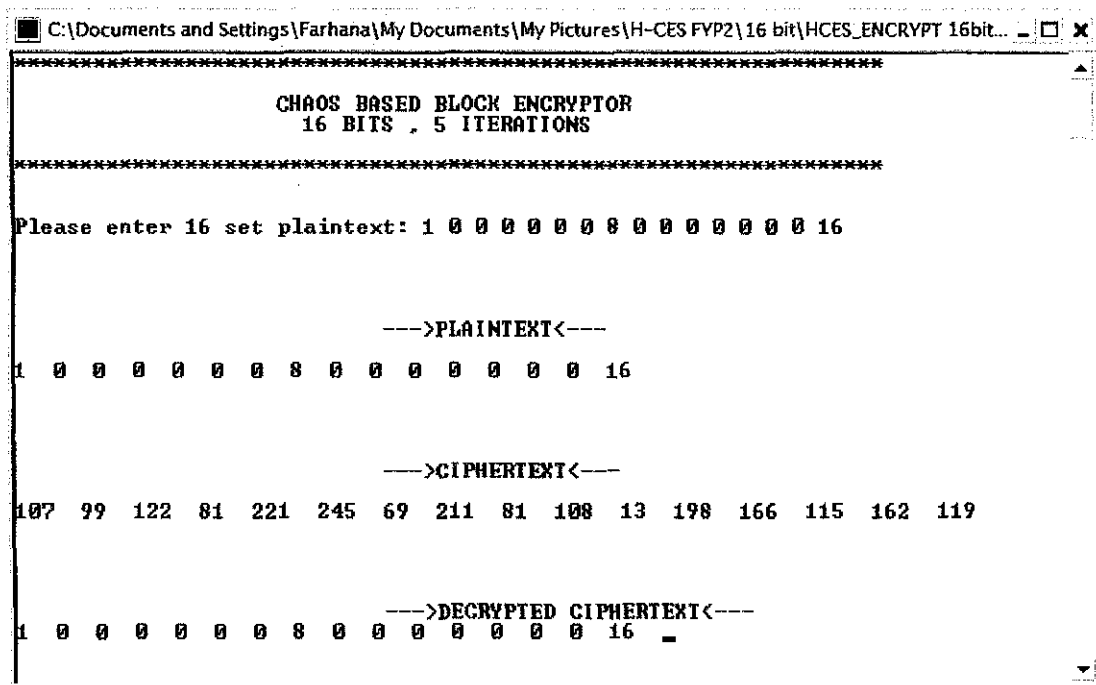 C:\Documents and Settings\Farhana\My Documents\My Pictures\H-CES FYP2\16 bit\HCES_ENCRYPT 16bit...
*****************************************************************
CHAOS BASED BLOCK ENCRYPTOR
16 BITS , 5 ITERATIONS
*****************************************************************
Please enter 16 set plaintext: 1 0 0 0 0 0 0 8 0 0 0 0 0 0 0 16
--->PLAINTEXT<---
1 0 0 0 0 0 0 8 0 0 0 0 0 0 0 16
--->CIPHERTEXT<---
107 99 122 81 221 245 69 211 81 108 13 198 166 115 162 119
--->DECRYPTED CIPHERTEXT<---
1 0 0 0 0 0 0 8 0 0 0 0 0 0 0 16 _